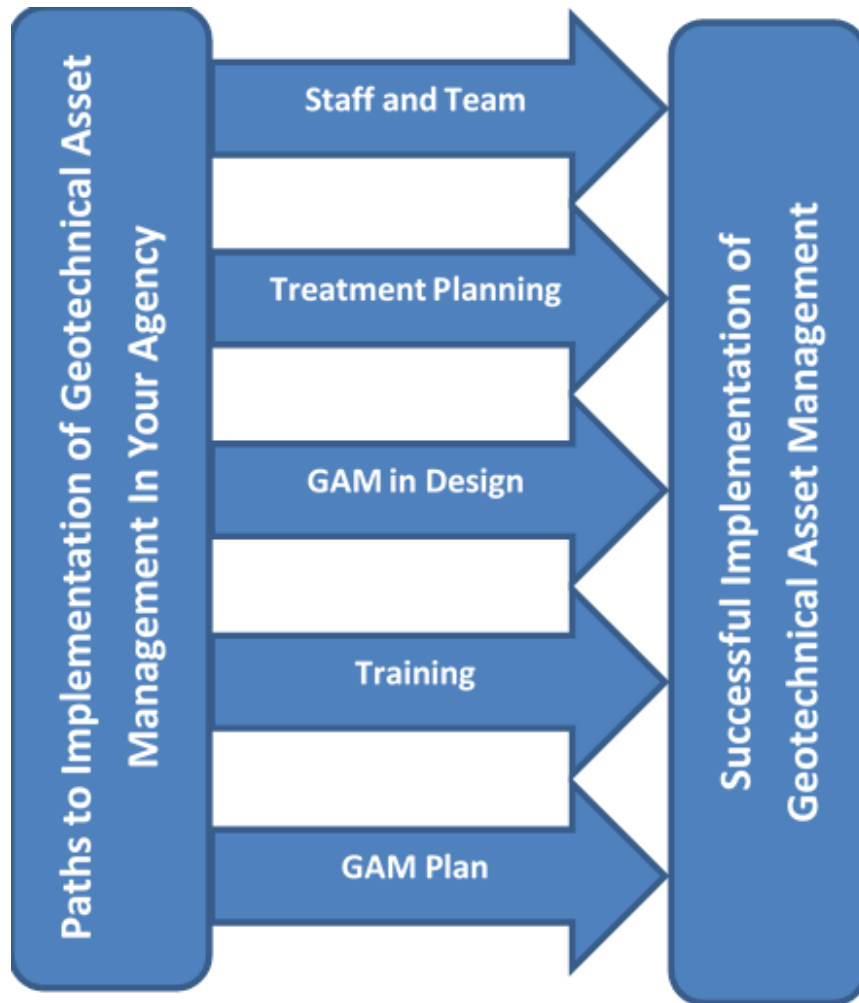 Paths to Implementation of Geotechnical Asset
Management In Your Agency
Staff and Team
Treatment Planning
GAM in Design
Training
GAM Plan
Successful Implementation of
Geotechnical Asset Management